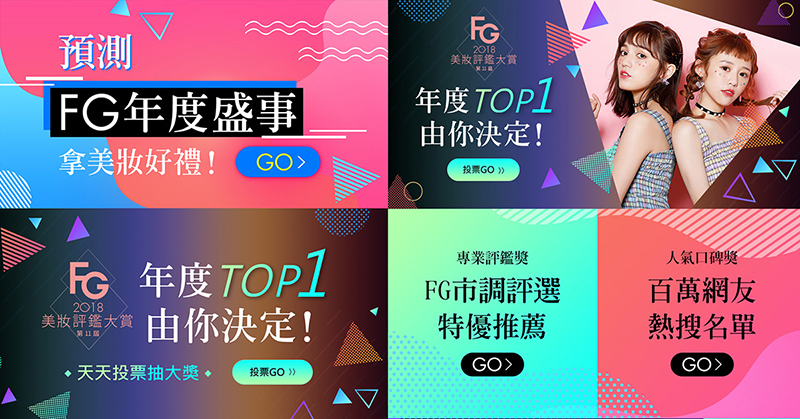 預測
FG年度盛事
拿美妝好禮!
GO>
FG
2018
美妝評鑑大賞
第11屆
年度TOP1
由你決定!
投票GO >>
FG
2018
美妝評鑑大賞
第11屆
年度TOP1
由你決定!
天天投票抽大獎
投票GO >>
專業評鑑獎
FG市調評選
特優推薦
GO>
人氣口碑獎
百萬網友
熱搜名單
GO>